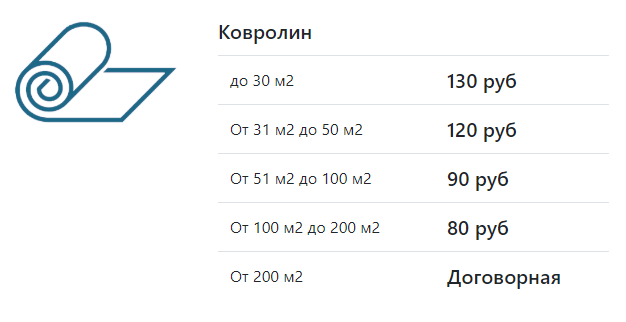 Ковролин
до 30 м2 130 руб
От 31 м2 до 50 м2 120 руб
От 51 м2 до 100 м2 90 руб
От 100 м2 до 200 м2 80 руб
От 200 м2 Договорная